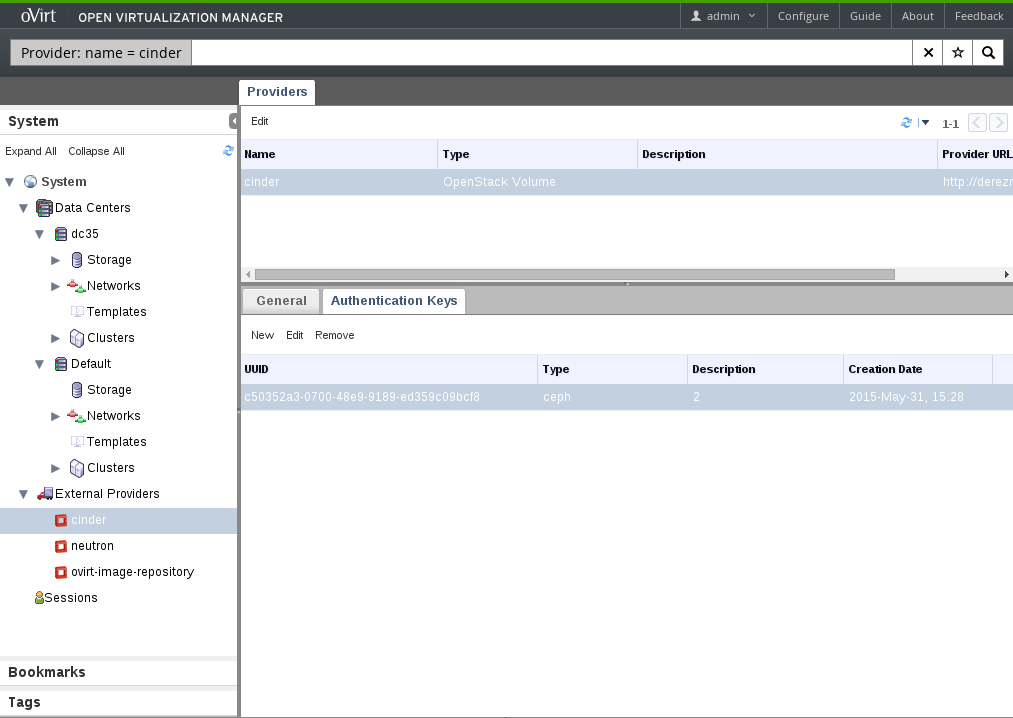 oVirt OPEN VIRTUALIZATION MANAGER admin Configure Guide About Feedback
Provider: name = cinder
Providers
System
Edit
1-1
Expand All Collapse All
Name Type Description Provider URL
cinder OpenStack Volume http://derezr
System
Data Centers
dc35
Storage
Networks
Templates
Clusters
Default
Storage
Networks
Templates
Clusters
External Providers
cinder
neutron
ovirt-image-repository
Sessions
Bookmarks
Tags
General Authentication Keys
New Edit Remove
UUID Type Description Creation Date
c50352a3-0700-48e9-9189-ed359c09bcf8 ceph 2 2015-May-31, 15:28